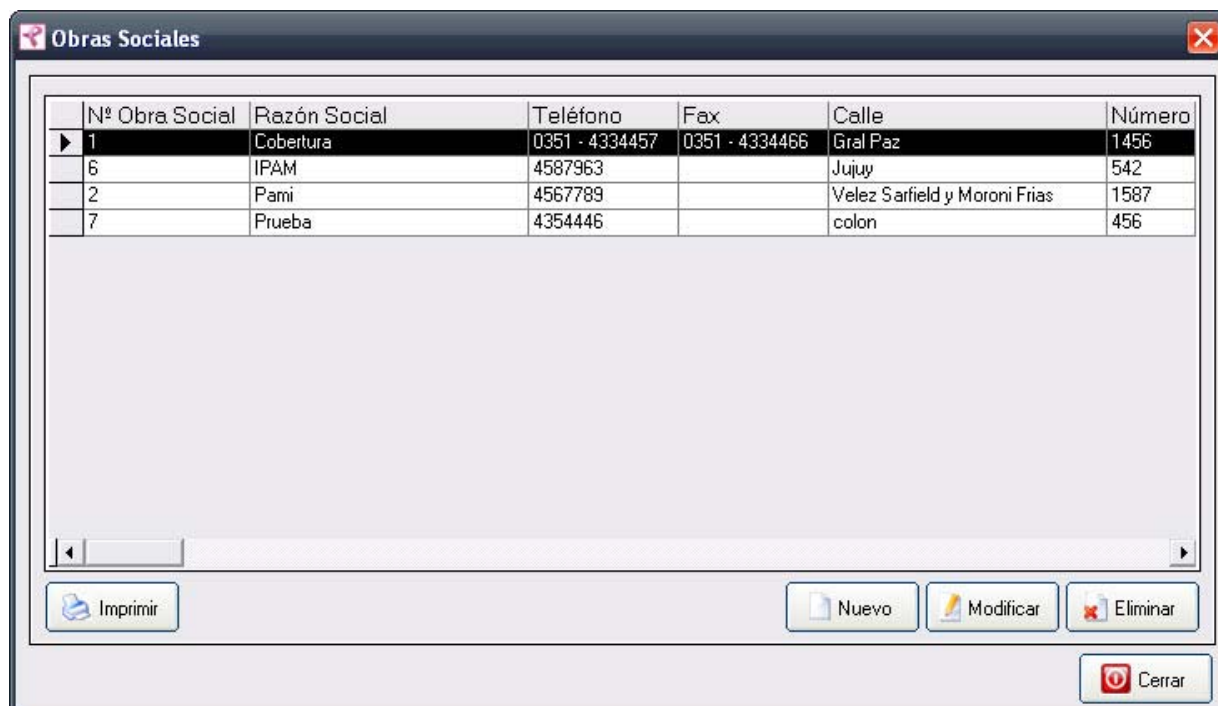 Obras Sociales
Nº Obra Social Razón Social Teléfono Fax Calle Número
1 Cobertura 0351 - 4334457 0351 - 4334466 Gral Paz 1456
6 IPAM 4587963 Jujuy 542
2 Pami 4567789 Velez Sarfield y Moroni Frias 1587
7 Prueba 4354446 colon 456
Imprimir Nuevo Modificar Eliminar
Cerrar